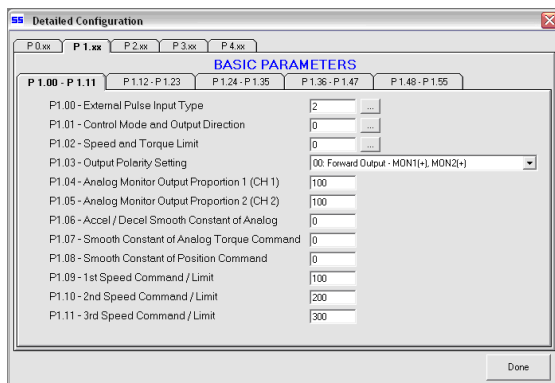 SS Detailed Configuration
P 0.xx P 1.xx P 2.xx P 3.xx P 4.xx
BASIC PARAMETERS
P 1.00 - P 1.11 P 1.12 - P 1.23 P 1.24 - P 1.35 P 1.36 - P 1.47 P 1.48 - P 1.55
P1.00 - External Pulse Input Type 2 ...
P1.01 - Control Mode and Output Direction 0 ...
P1.02 - Speed and Torque Limit 0 ...
P1.03 - Output Polarity Setting 00: Forward Output - MON1(+), MON2(+)
P1.04 - Analog Monitor Output Proportion 1 (CH 1) 100
P1.05 - Analog Monitor Output Proportion 2 (CH 2) 100
P1.06 - Accel / Decel Smooth Constant of Analog 0
P1.07 - Smooth Constant of Analog Torque Command 0
P1.08 - Smooth Constant of Position Command 0
P1.09 - 1st Speed Command / Limit 100
P1.10 - 2nd Speed Command / Limit 200
P1.11 - 3rd Speed Command / Limit 300
Done